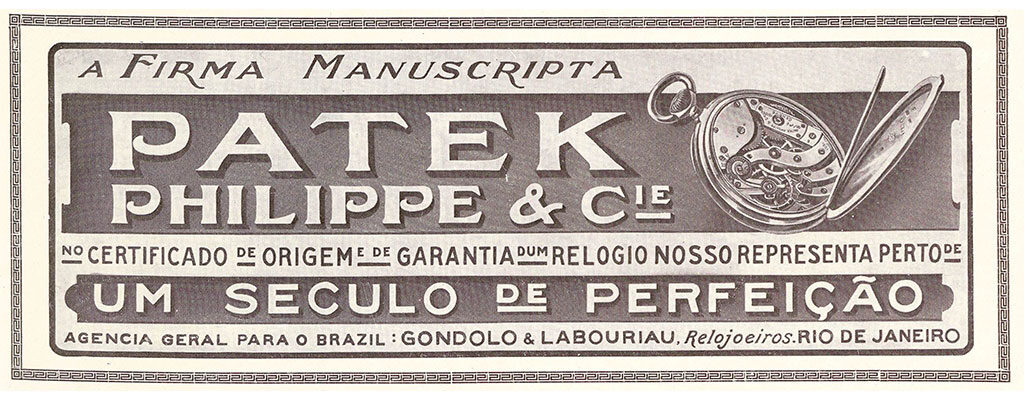 A FIRMA MANUSCRIPTA
PATEK
PHILIPPE & CIE
NO CERTIFICADO DE ORIGEM E DE GARANTIA DUM RELOGIO NOSSO REPRESENTA PERTO DE
UM SECULO DE PERFEIÇÃO
AGENCIA GERAL PARA O BRAZIL: GONDOLO & LABOURIAU, Relojoeiros. RIO DE JANEIRO